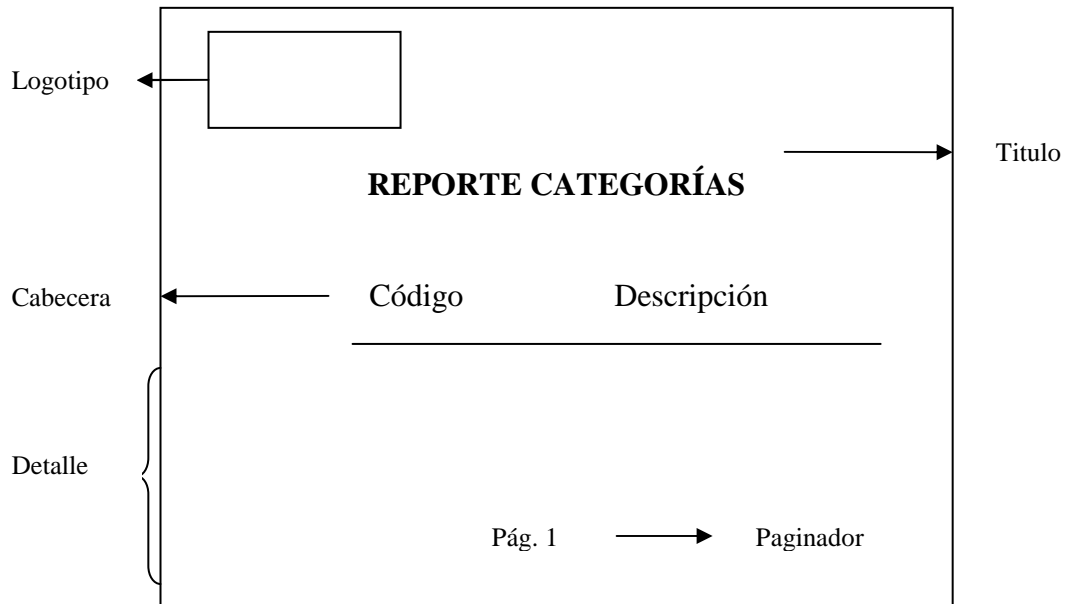 Logotipo
Titulo
REPORTE CATEGORÍAS
Cabecera
Código Descripción
Detalle
Pág. 1 Paginador